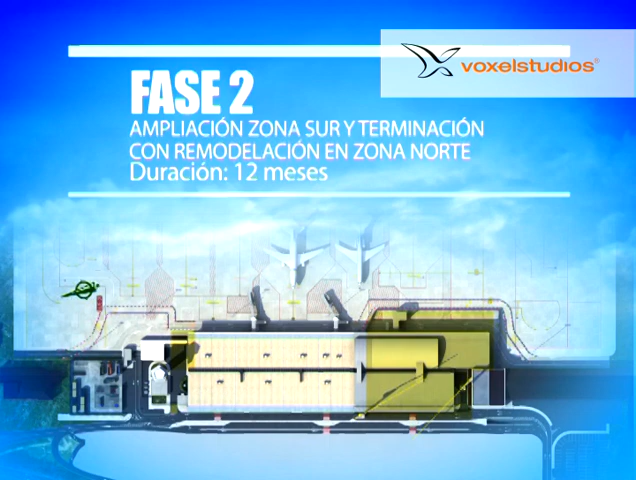 voxelstudios®
FASE 2
AMPLIACIÓN ZONA SUR Y TERMINACIÓN
CON REMODELACIÓN EN ZONA NORTE
Duración: 12 meses